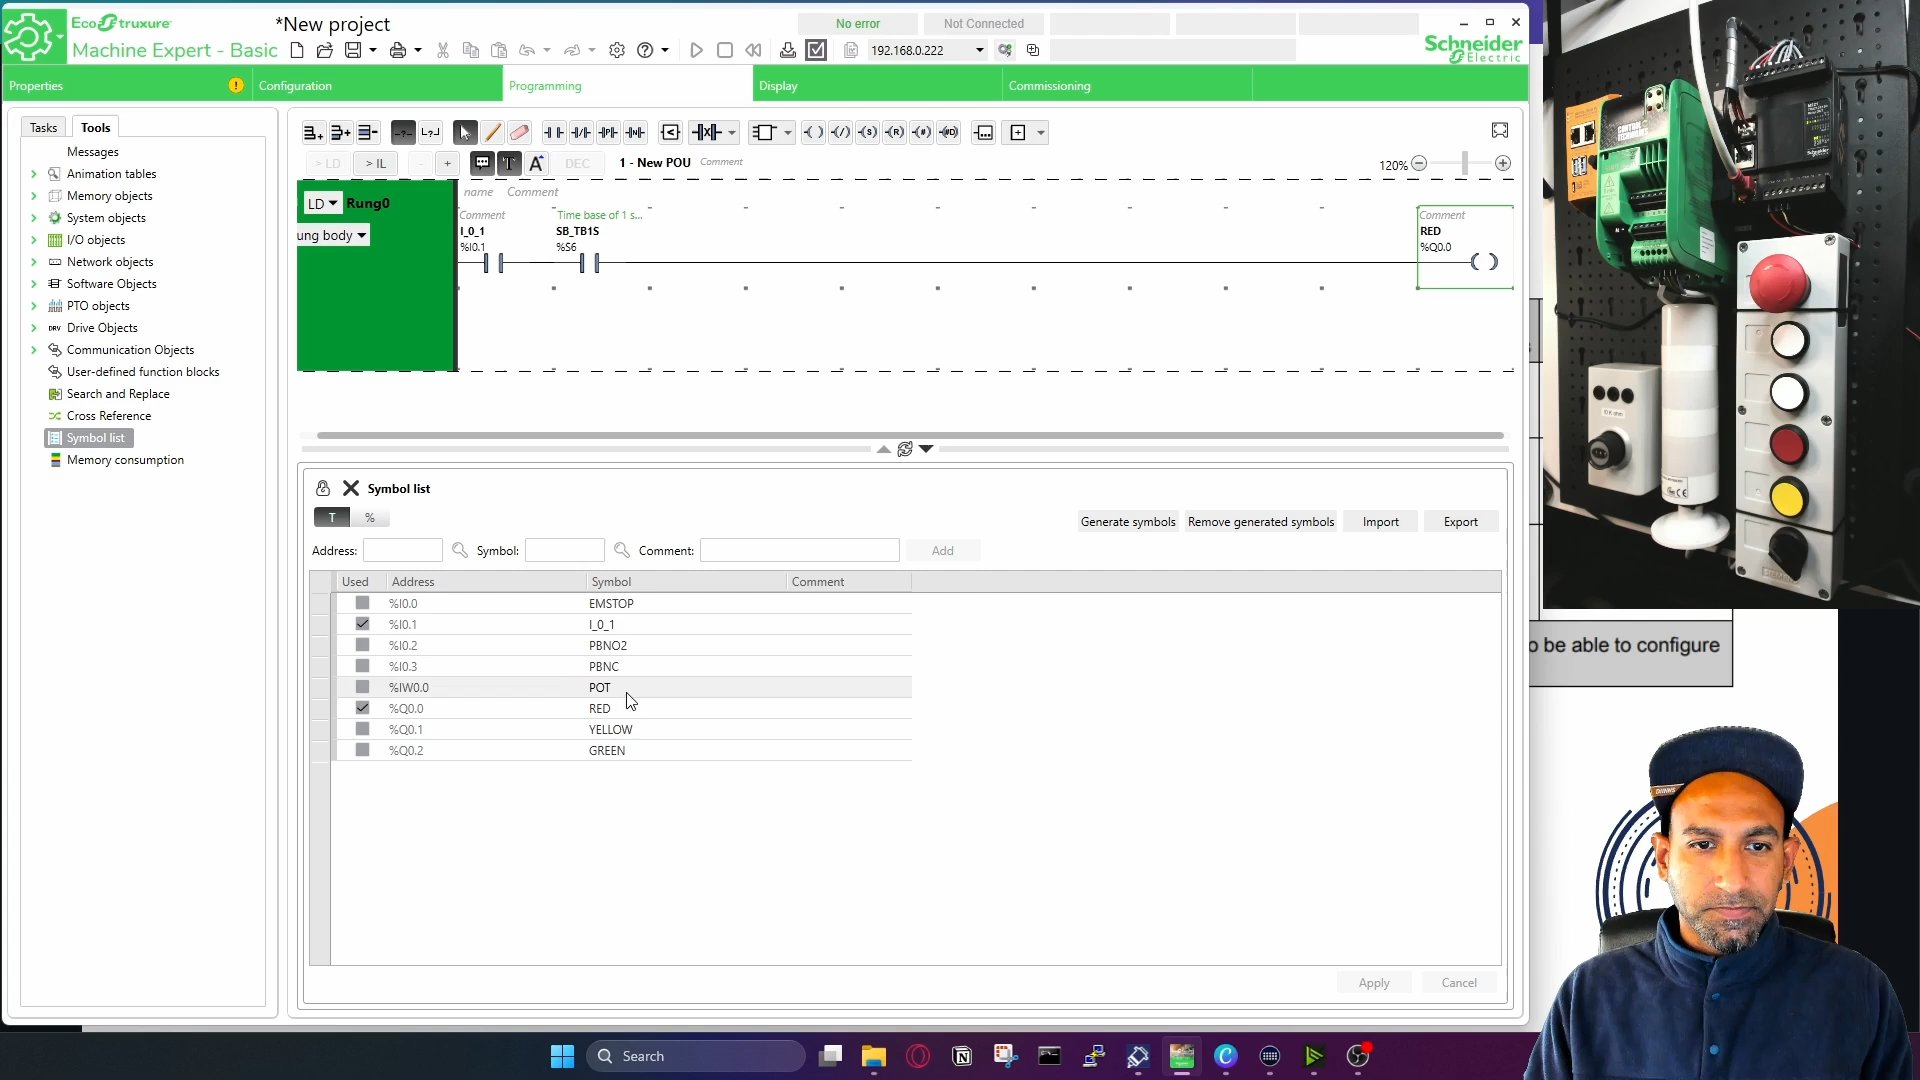 EcoStruxure
Machine Expert - Basic
*New project
No error
Not Connected
192.168.0.222
Schneider
Electric
Properties
Configuration
Programming
Display
Commissioning
Tasks
Tools
Messages
Animation tables
Memory objects
System objects
I/O objects
Network objects
Software Objects
PTO objects
DRV Drive Objects
Communication Objects
User-defined function blocks
Search and Replace
Cross Reference
Symbol list
Memory consumption
> LD
> IL
-
+
T
A
DEC
1 - New POU
Comment
120%
LD
Rung0
name
Comment
ung body
Comment
I_0_1
%I0.1
Time base of 1 s...
SB_TB1S
%S6
Comment
RED
%Q0.0
Symbol list
T
%
Generate symbols
Remove generated symbols
Import
Export
Address:
Symbol:
Comment:
Add
Used
Address
Symbol
Comment
%I0.0
EMSTOP
%I0.1
I_0_1
%I0.2
PBNO2
%I0.3
PBNC
%IW0.0
POT
%Q0.0
RED
%Q0.1
YELLOW
%Q0.2
GREEN
Apply
Cancel
o be able to configure
Search